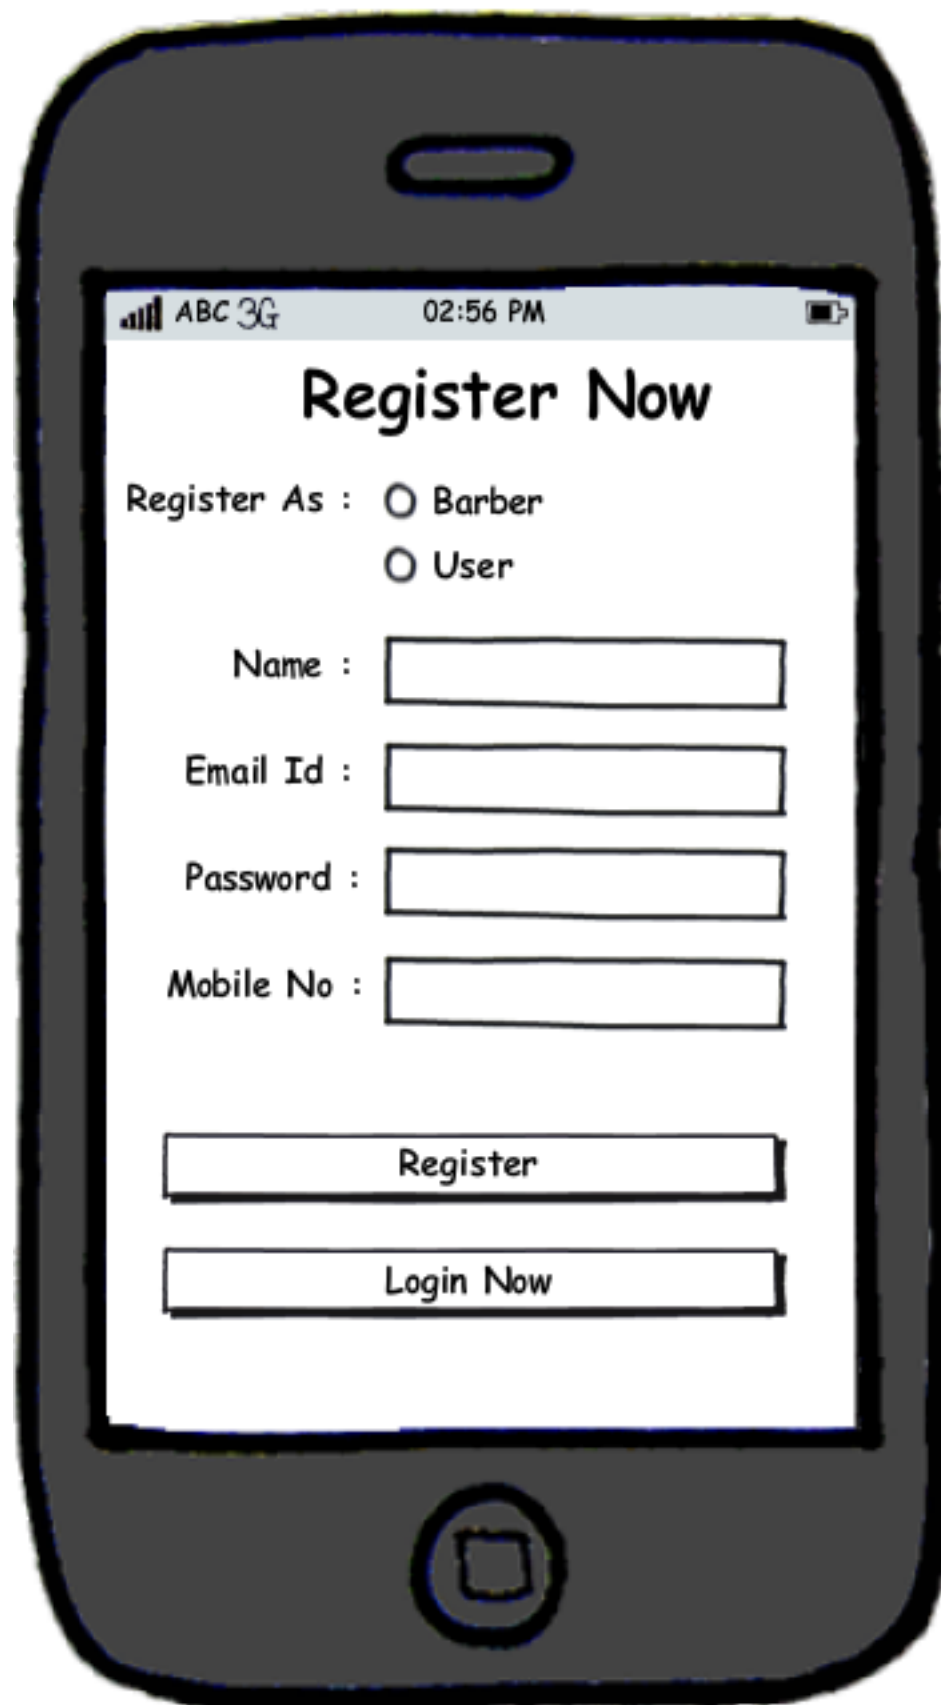 ABC 3G 02:56 PM
Register Now
Register As : Barber
User
Name :
Email Id :
Password :
Mobile No :
Register
Login Now